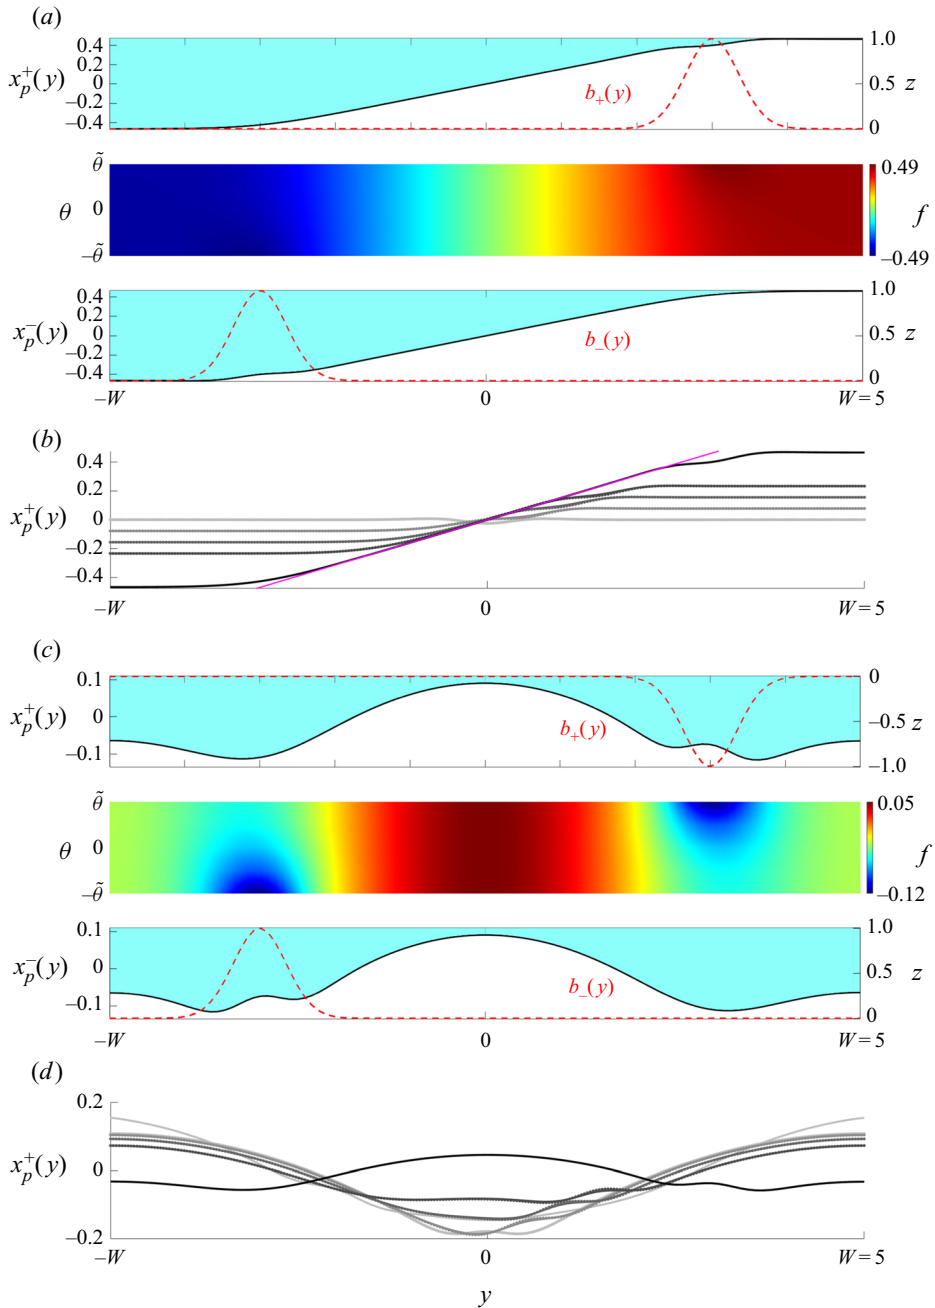 (a)
0.4
0
−0.4
x_p^+(y)
b_+(y)
1.0
0.5
0
z
θ̃
θ
0
−θ̃
0.49
f
−0.49
0.4
0.2
0
−0.2
−0.4
x_p^−(y)
b_−(y)
1.0
0.5
0
z
−W
0
W = 5
(b)
0.4
0.2
0
−0.2
−0.4
x_p^+(y)
−W
0
W = 5
(c)
0.1
0
−0.1
x_p^+(y)
b_+(y)
0
−0.5
−1.0
z
θ̃
θ
0
−θ̃
0.05
f
−0.12
0.1
0
−0.1
x_p^−(y)
b_−(y)
1.0
0.5
0
z
−W
0
W = 5
(d)
0.2
0
−0.2
x_p^+(y)
−W
0
W = 5
y